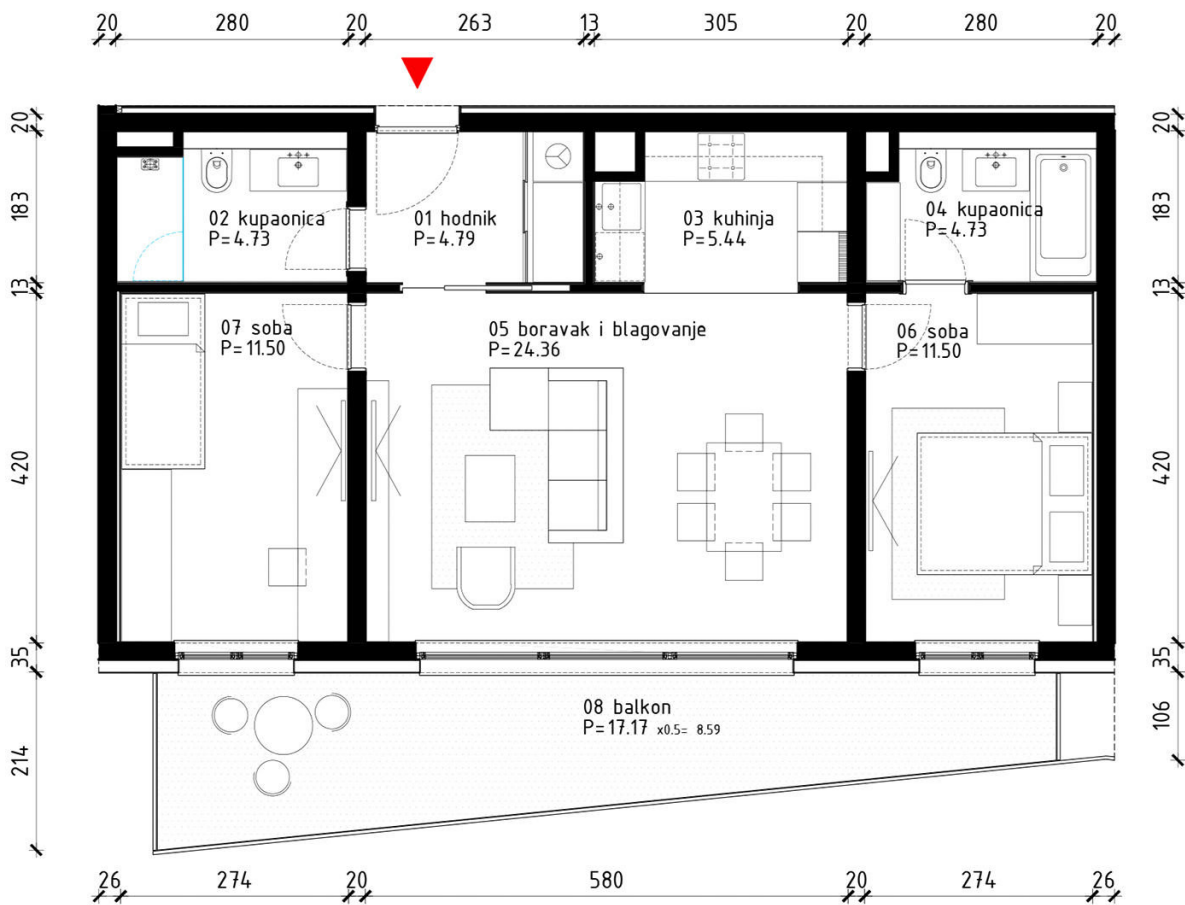 20 280 20 263 13 305 20 280 20
20
183
13
420
35
214
20
183
13
420
35
106
02 kupaonica
P=4.73
01 hodnik
P=4.79
03 kuhinja
P=5.44
04 kupaonica
P=4.73
07 soba
P=11.50
05 boravak i blagovanje
P=24.36
06 soba
P=11.50
08 balkon
P=17.17 x0.5= 8.59
26 274 20 580 20 274 26